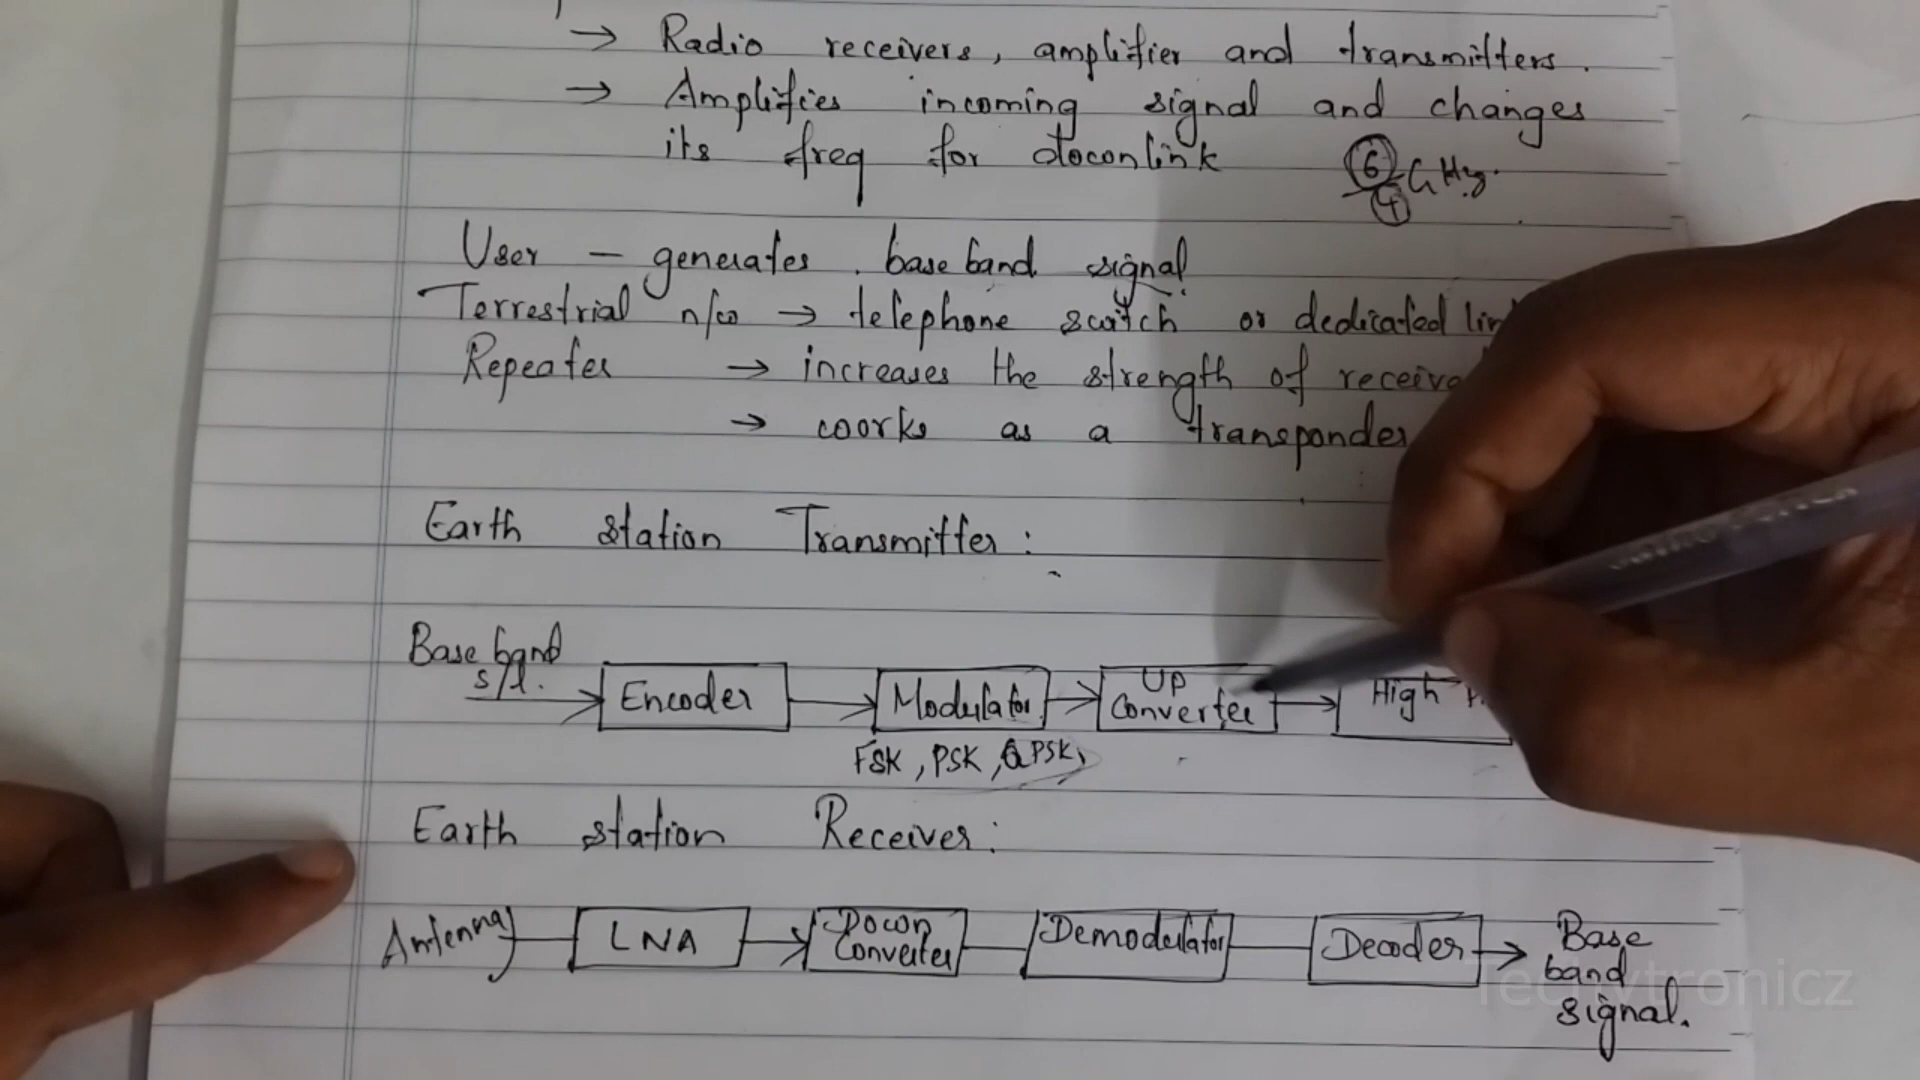 → Radio receivers, amplifier and transmitters.
→ Amplifies incoming signal and changes
its freq for downlink 6/4 GHz.
User - generates base band signal
Terrestrial n/w → telephone switch or dedicated
Repeater → increases the strength of
→ works as a transponder
Earth station Transmitter:
Base band
s/l.
Encoder
Modulator
UP
Converter
High
FSK, PSK, QPSK,
Earth station Receiver:
Antenna
LNA
Down
Converter
Demodulator
Decoder
Base
band
signal.
Techytronicz